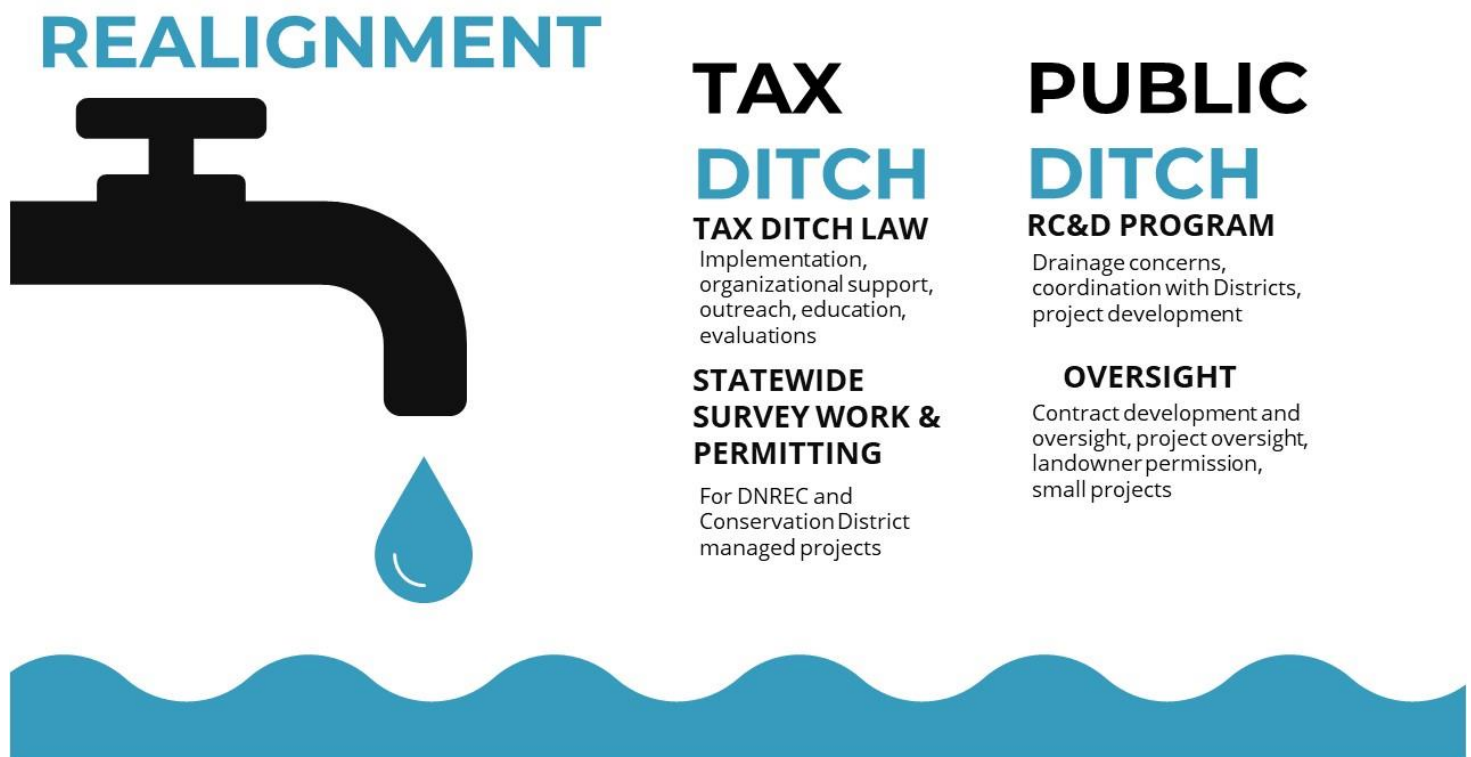 REALIGNMENT
TAX
DITCH
TAX DITCH LAW
Implementation,
organizational support,
outreach, education,
evaluations
STATEWIDE
SURVEY WORK &
PERMITTING
For DNREC and
Conservation District
managed projects
PUBLIC
DITCH
RC&D PROGRAM
Drainage concerns,
coordination with Districts,
project development
OVERSIGHT
Contract development and
oversight, project oversight,
landowner permission,
small projects